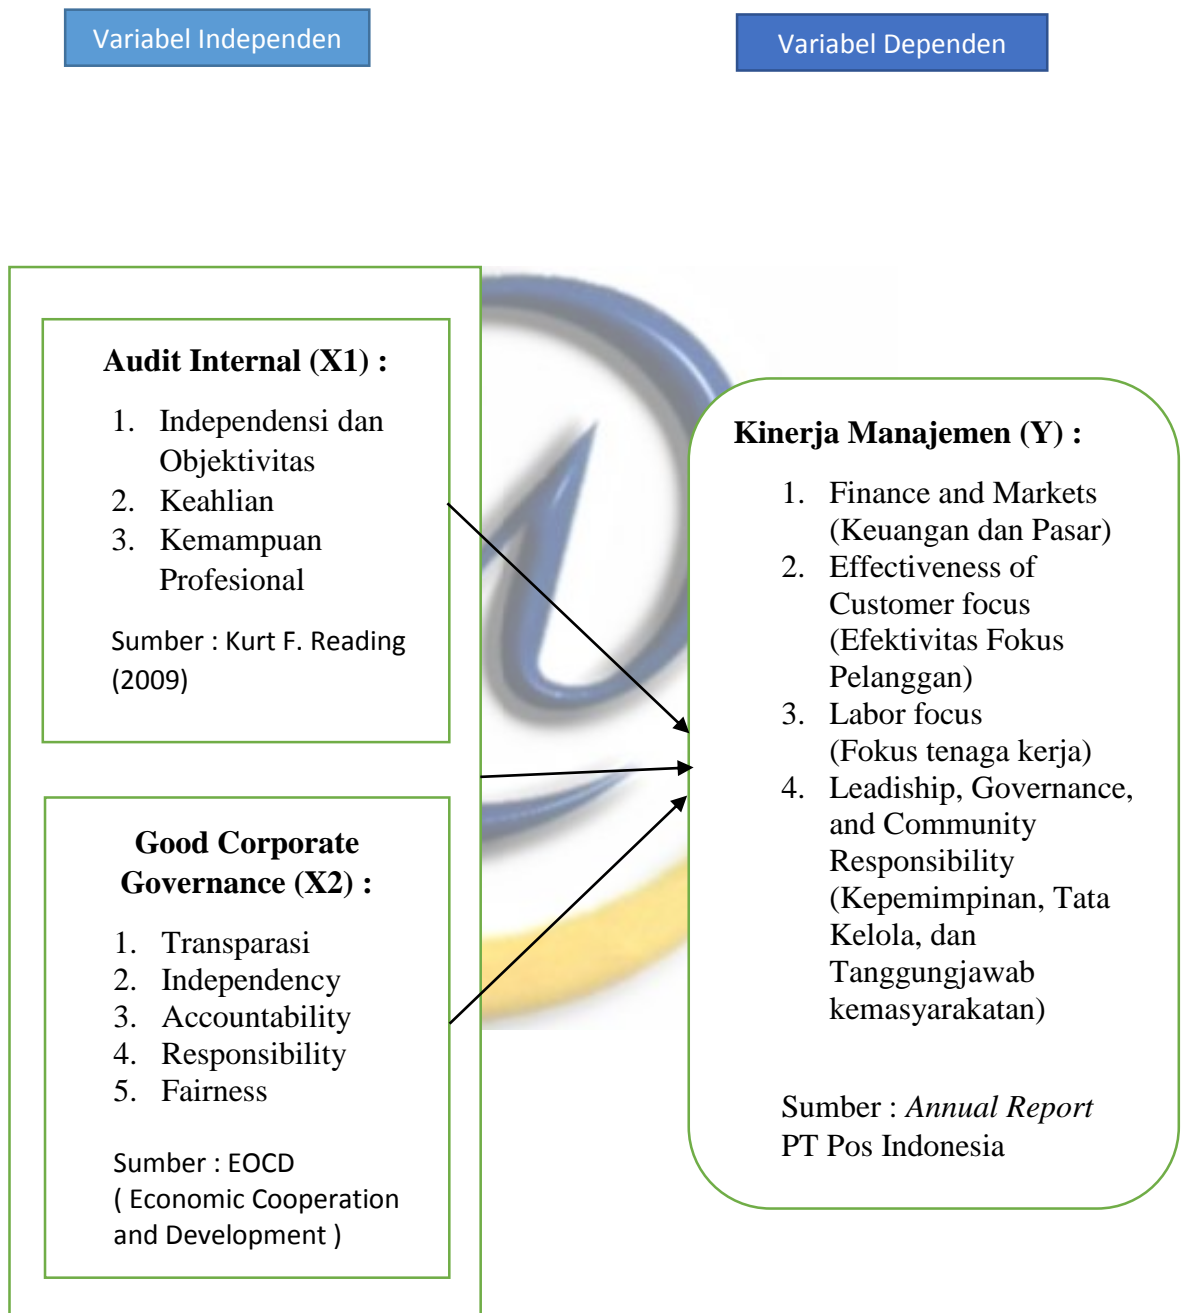 Variabel Independen
Variabel Dependen
Audit Internal (X1) :
1. Independensi dan
Objektivitas
2. Keahlian
3. Kemampuan
Profesional
Sumber : Kurt F. Reading
(2009)
Good Corporate
Governance (X2) :
1. Transparasi
2. Independency
3. Accountability
4. Responsibility
5. Fairness
Sumber : EOCD
( Economic Cooperation
and Development )
Kinerja Manajemen (Y) :
1. Finance and Markets
(Keuangan dan Pasar)
2. Effectiveness of
Customer focus
(Efektivitas Fokus
Pelanggan)
3. Labor focus
(Fokus tenaga kerja)
4. Leadiship, Governance,
and Community
Responsibility
(Kepemimpinan, Tata
Kelola, dan
Tanggungjawab
kemasyarakatan)
Sumber : Annual Report
PT Pos Indonesia